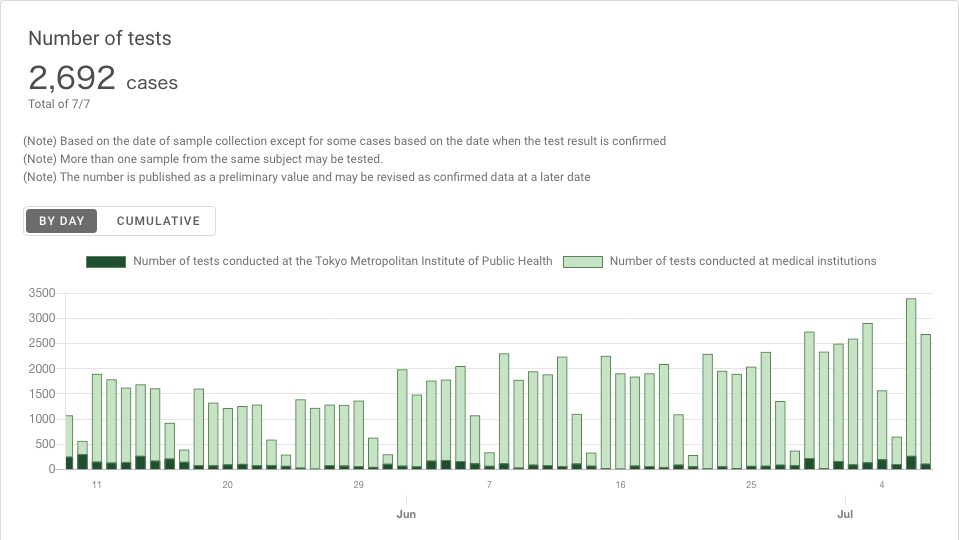 Number of tests
2,692 cases
Total of 7/7
(Note) Based on the date of sample collection except for some cases based on the date when the test result is confirmed
(Note) More than one sample from the same subject may be tested.
(Note) The number is published as a preliminary value and may be revised as confirmed data at a later date
BY DAY CUMULATIVE
Number of tests conducted at the Tokyo Metropolitan Institute of Public Health Number of tests conducted at medical institutions
3500
3000
2500
2000
1500
1000
500
0
11 20 29 7 16 25 4
Jun Jul